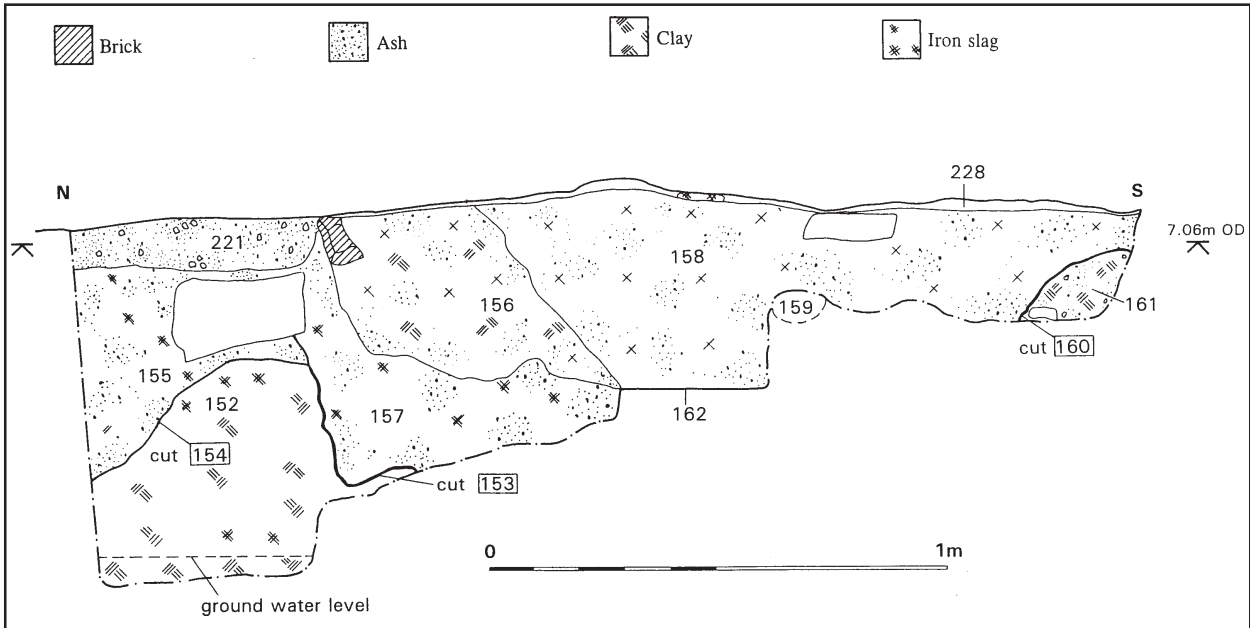 Brick
Ash
Clay
Iron slag
N
S
228
7.06m OD
221
158
156
159
161
cut 160
155
152
157
162
cut 154
cut 153
0 1m
ground water level